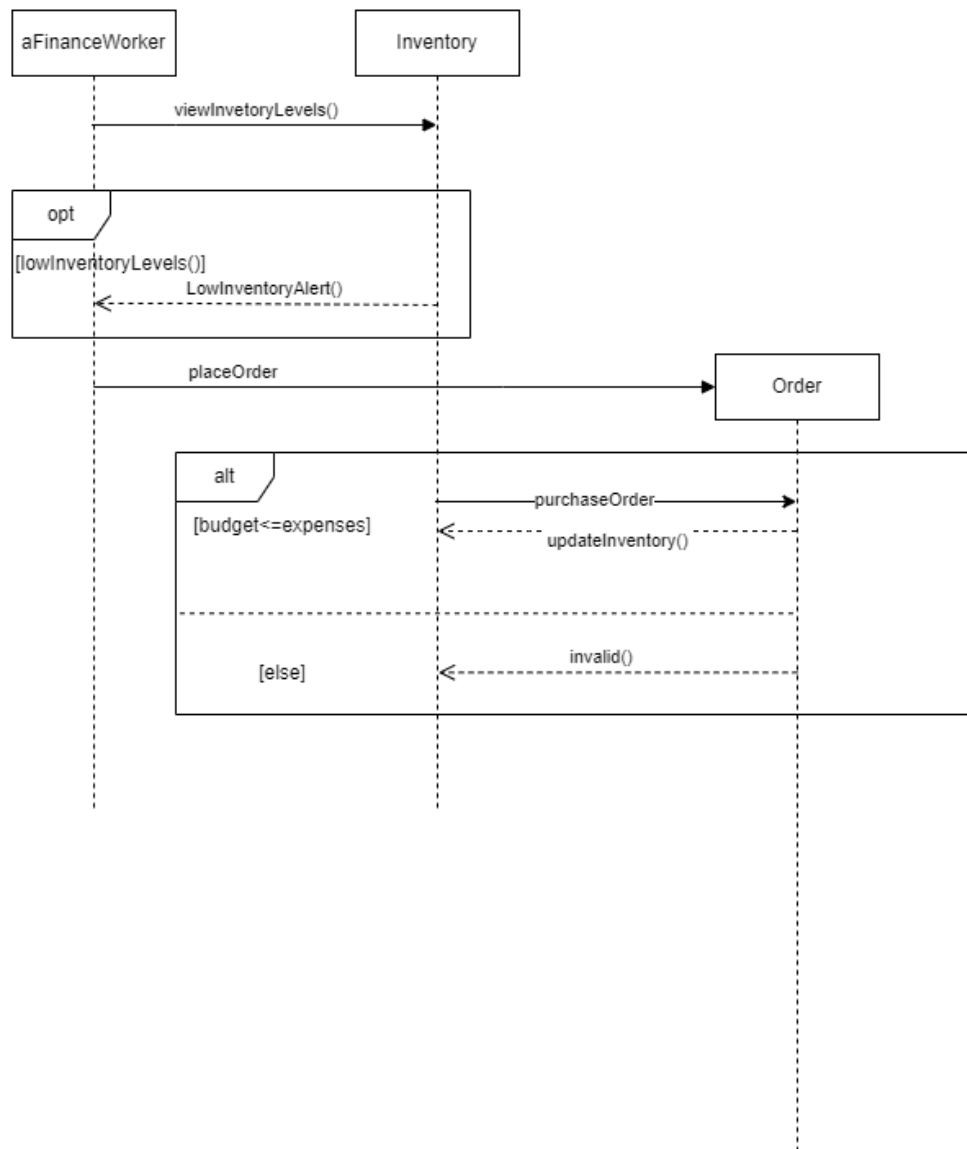 aFinanceWorker
Inventory
viewInvetoryLevels()
opt
[lowInventoryLevels()]
LowInventoryAlert()
placeOrder
Order
alt
purchaseOrder
[budget<=expenses]
updateInventory()
invalid()
[else]